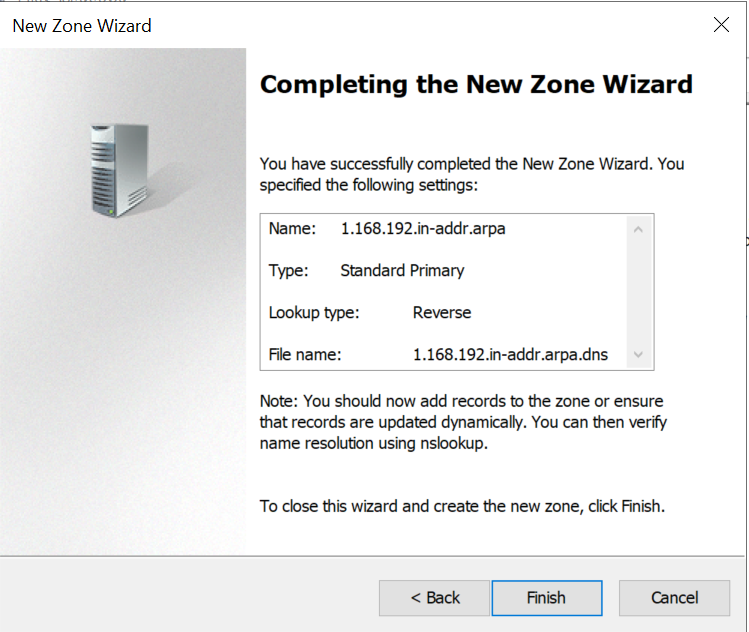 New Zone Wizard
Completing the New Zone Wizard
You have successfully completed the New Zone Wizard. You
specified the following settings:
Name: 1.168.192.in-addr.arpa
Type: Standard Primary
Lookup type: Reverse
File name: 1.168.192.in-addr.arpa.dns
Note: You should now add records to the zone or ensure
that records are updated dynamically. You can then verify
name resolution using nslookup.
To close this wizard and create the new zone, click Finish.
< Back Finish Cancel